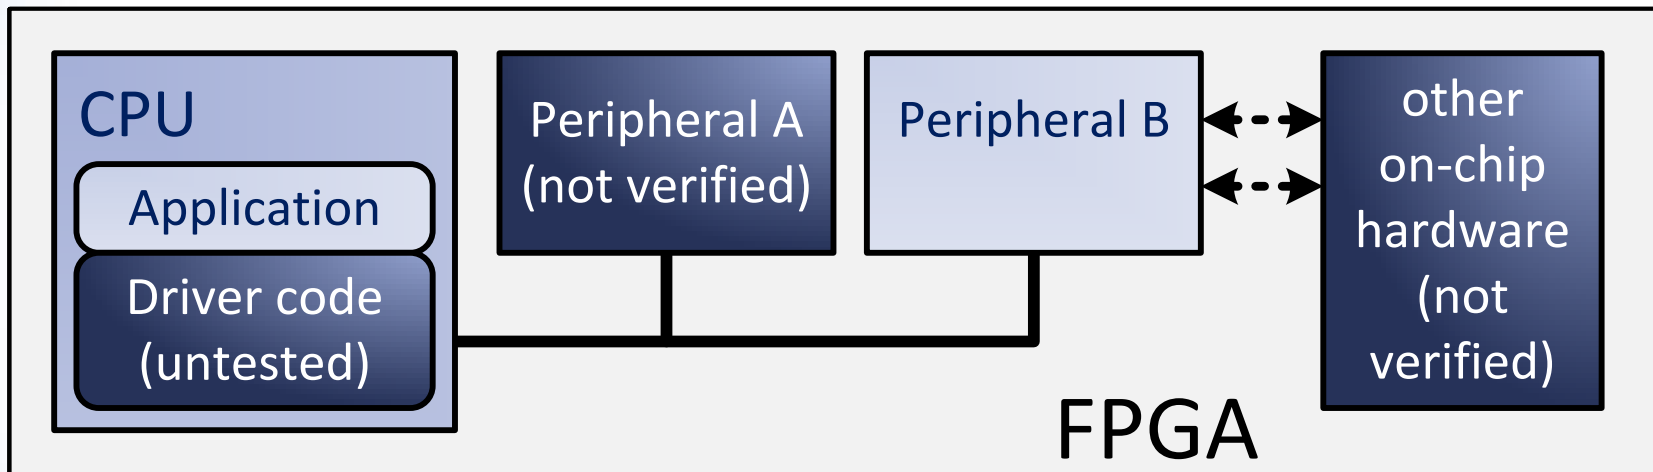 CPU
Application
Driver code
(untested)
Peripheral A
(not verified)
Peripheral B
other
on-chip
hardware
(not
verified)
FPGA